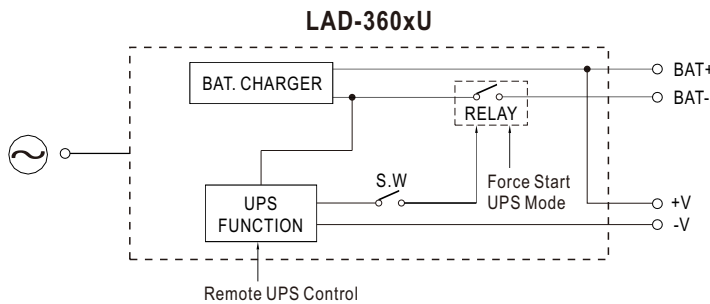 LAD-360xU
BAT. CHARGER
BAT+
BAT-
RELAY
S.W
Force Start
UPS Mode
UPS
FUNCTION
+V
-V
Remote UPS Control